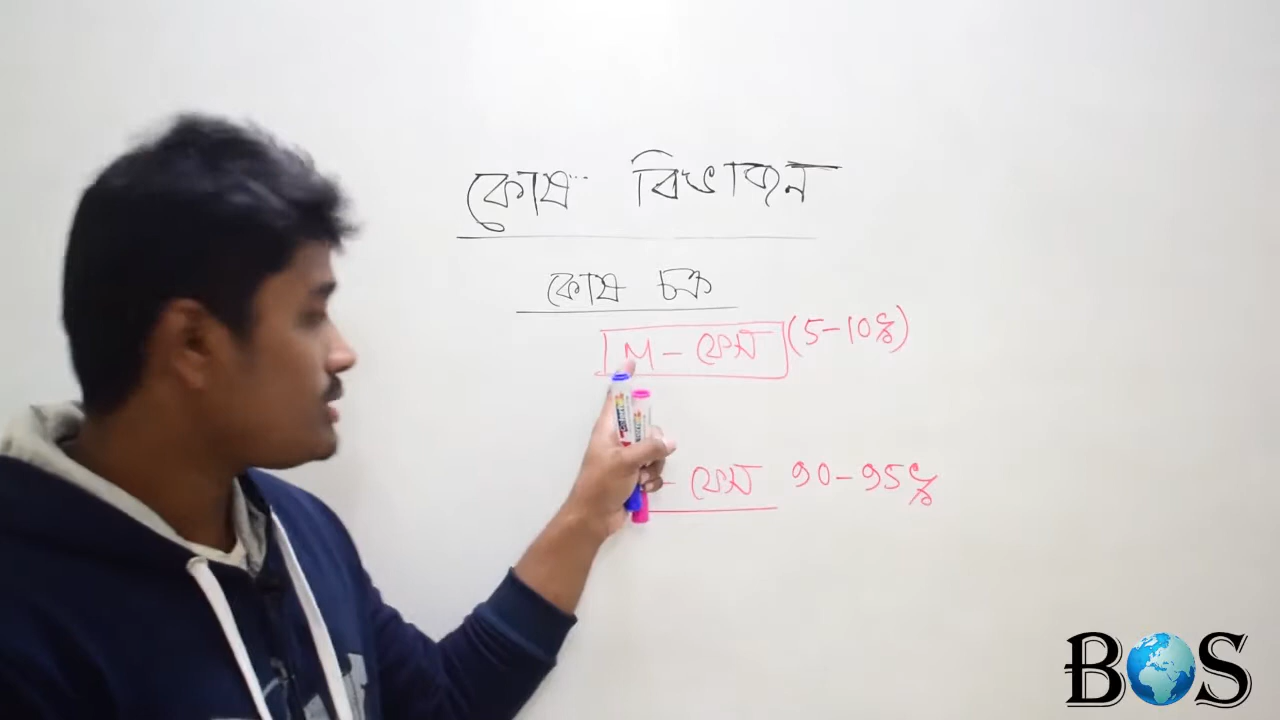 কোষ বিভাজন
কোষ চক্র
M - ফেস (5-10%)
- ফেস 90-95%
BOS